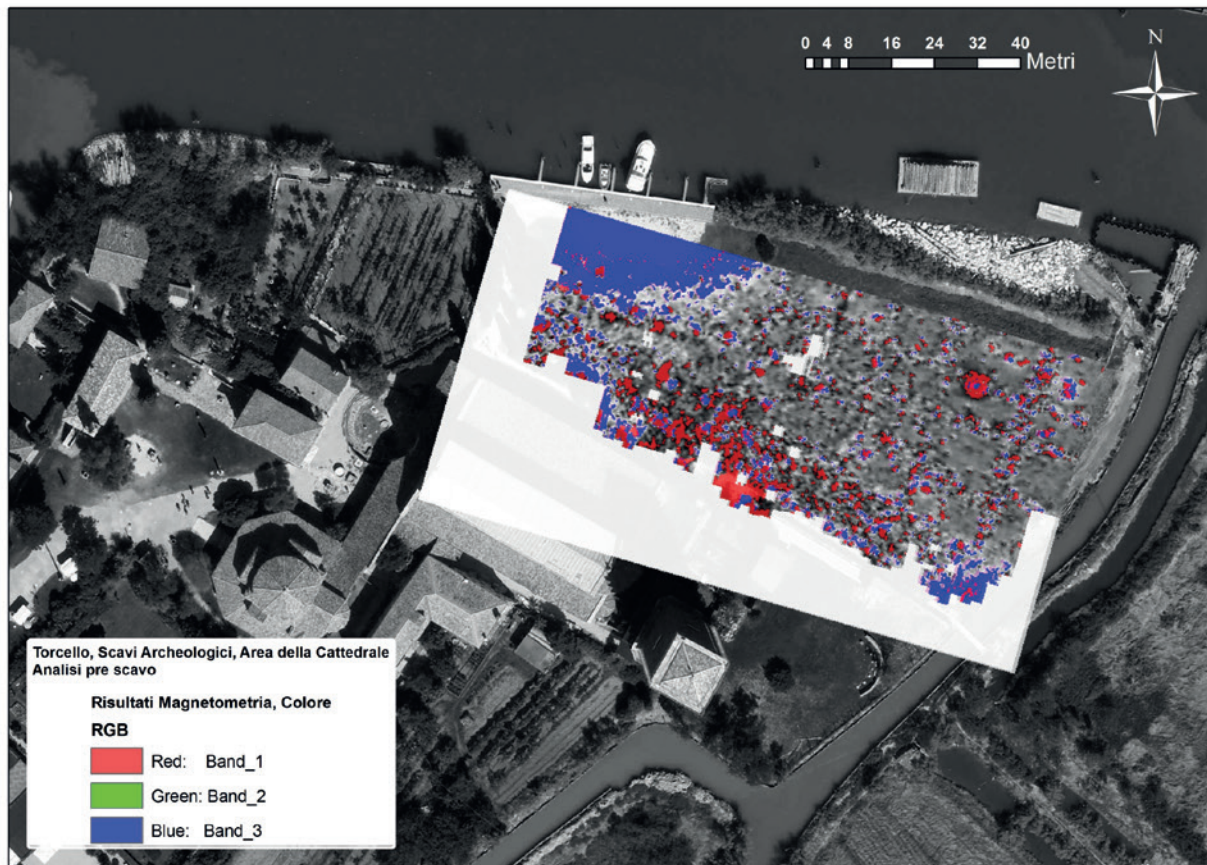 0 4 8 16 24 32 40
Metri
N
Torcello, Scavi Archeologici, Area della Cattedrale
Analisi pre scavo
Risultati Magnetometria, Colore
RGB
Red: Band_1
Green: Band_2
Blue: Band_3